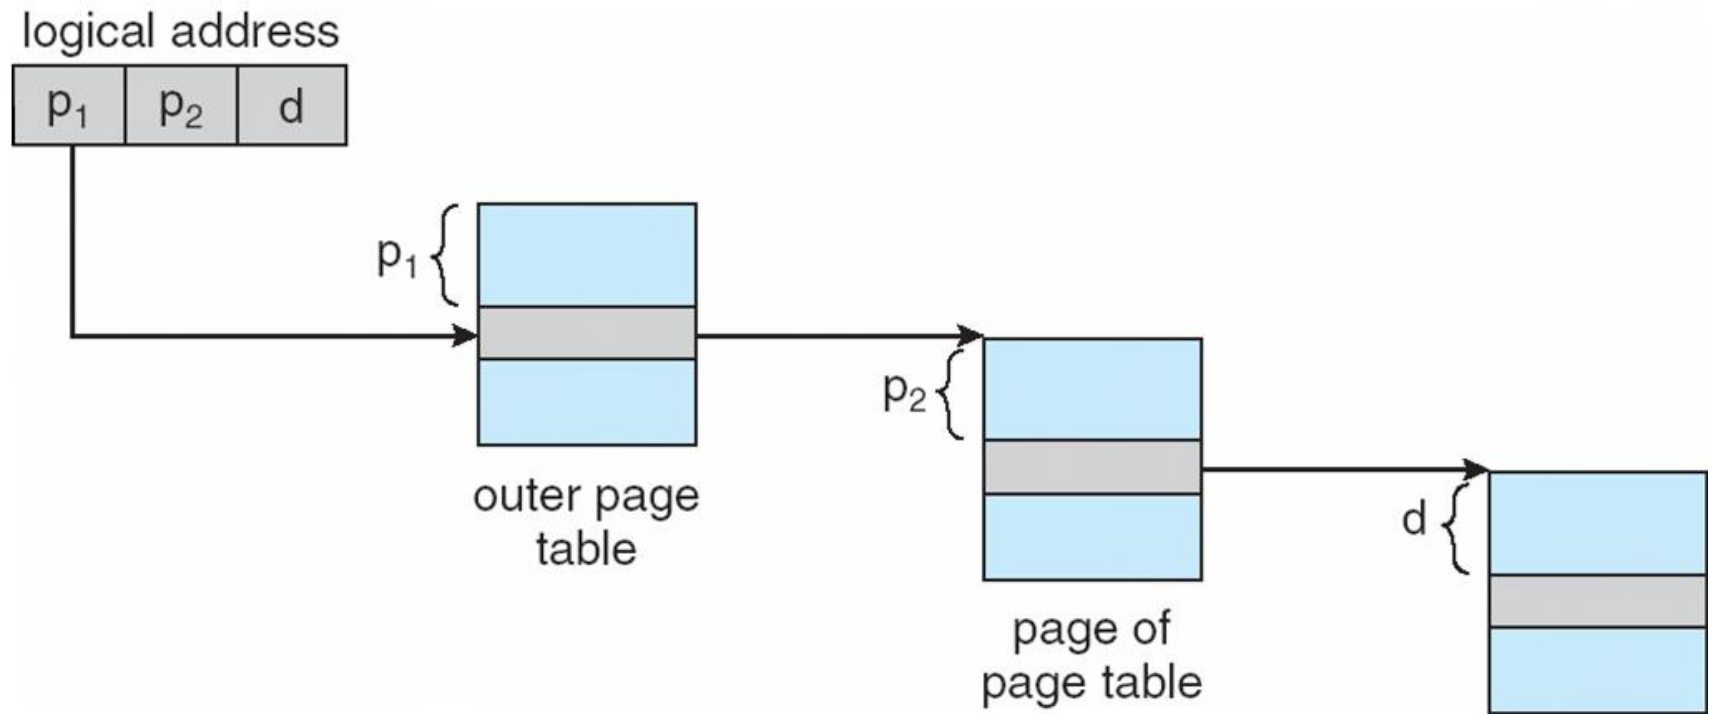 logical address
p₁ p₂ d
p₁
outer page
table
p₂
page of
page table
d